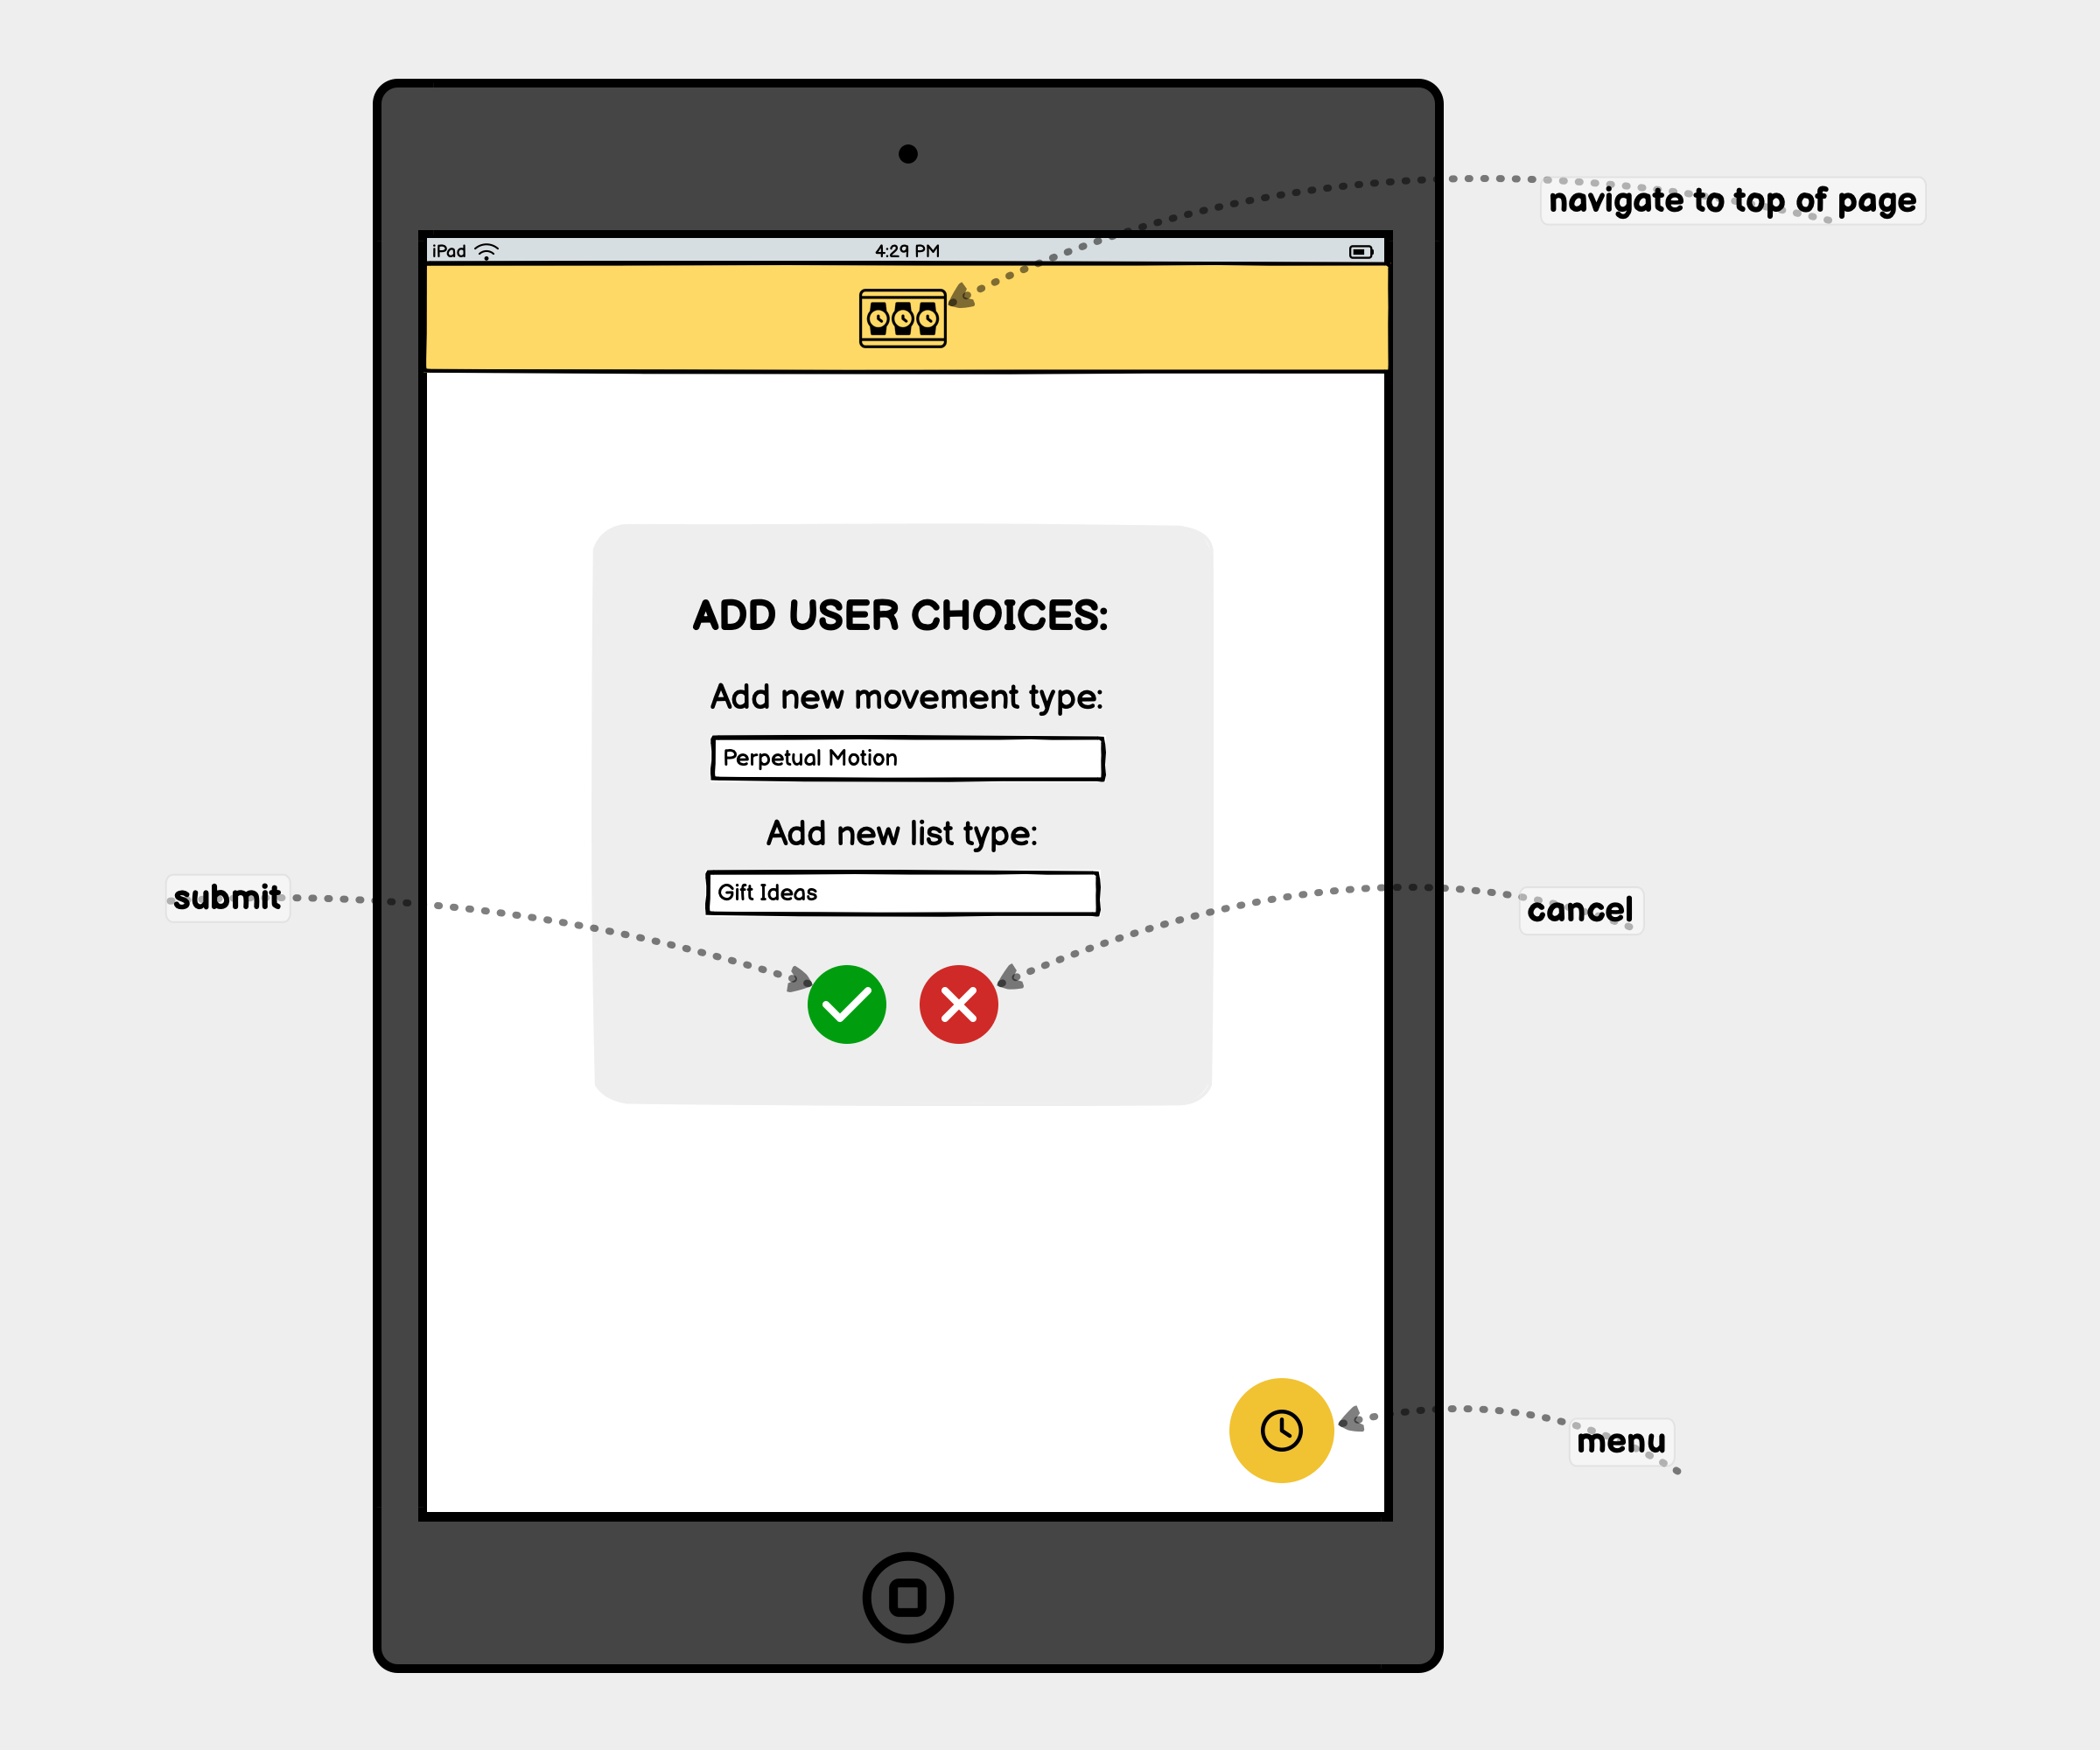 navigate to top of page
iPad
4:29 PM
ADD USER CHOICES:
Add new movement type:
Perpetual Motion
Add new list type:
Gift Ideas
submit
cancel
menu